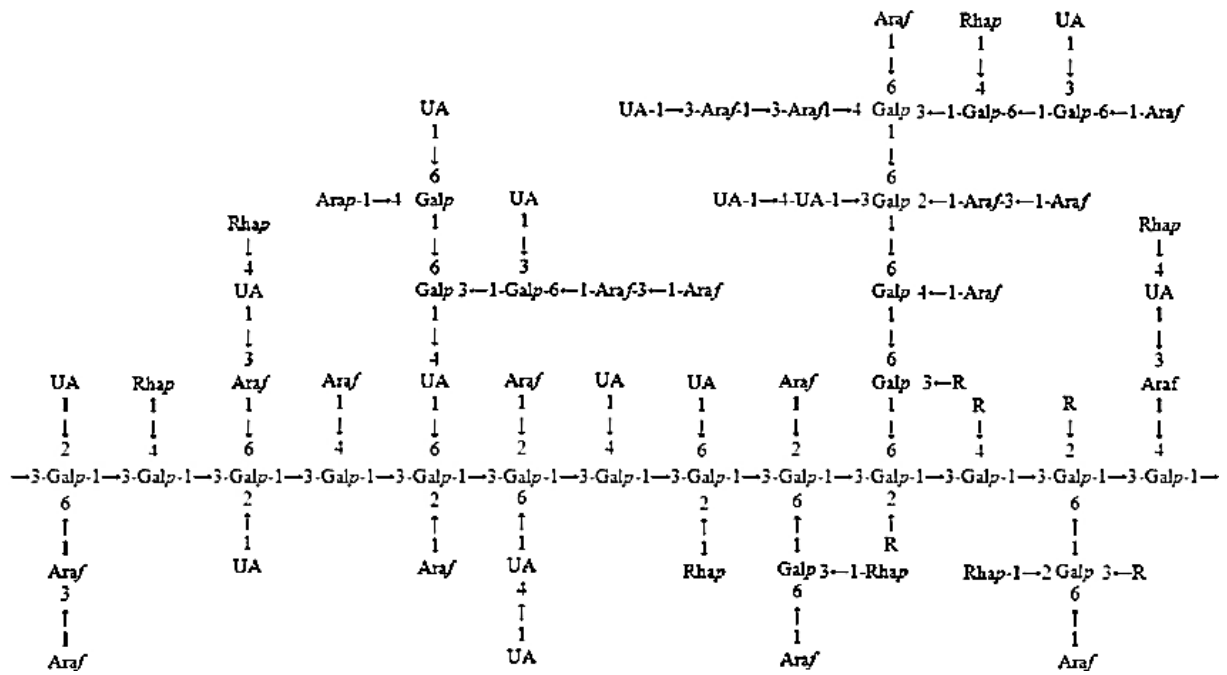 Araf Rhap UA
1 1 1
↓ ↓ ↓
6 4 3
UA UA-1→3-Araf-1→3-Araf1→4 Galp 3←1-Galp-6←1-Galp-6←1-Araf
1 1
↓ ↓
6 6
Arap-1→4 Galp UA UA-1→4-UA-1→3Galp 2←1-Araf-3←1-Araf
Rhap 1 1 1 Rhap
↓ ↓ ↓ ↓ ↓
4 6 3 6 4
UA Galp 3←1-Galp-6←1-Araf-3←1-Araf Galp 4←1-Araf UA
1 1 1 1
↓ ↓ ↓ ↓
3 4 6 3
UA Rhap Araf Araf UA Araf UA UA Araf Galp 3←R R R Araf
1 1 1 1 1 1 1 1 1 1 1
↓ ↓ ↓ ↓ ↓ ↓ ↓ ↓ ↓ ↓ ↓ ↓ ↓
2 4 6 4 6 2 4 6 2 6 4 2 4
→3-Galp-1→3-Galp-1→3-Galp-1→3-Galp-1→3-Galp-1→3-Galp-1→3-Galp-1→3-Galp-1→3-Galp-1→3-Galp-1→3-Galp-1→3-Galp-1→3-Galp-1→
6 2 2 6 2 6 2 6
↑ ↑ ↑ ↑ ↑ ↑ ↑ ↑
1 1 1 1 1 1 R 1
Araf UA Araf UA Rhap Galp 3←1-Rhap Rhap-1→2 Galp 3←R
3 4 6 6
↑ ↑ ↑ ↑
1 1 1 1
Araf UA Araf Araf